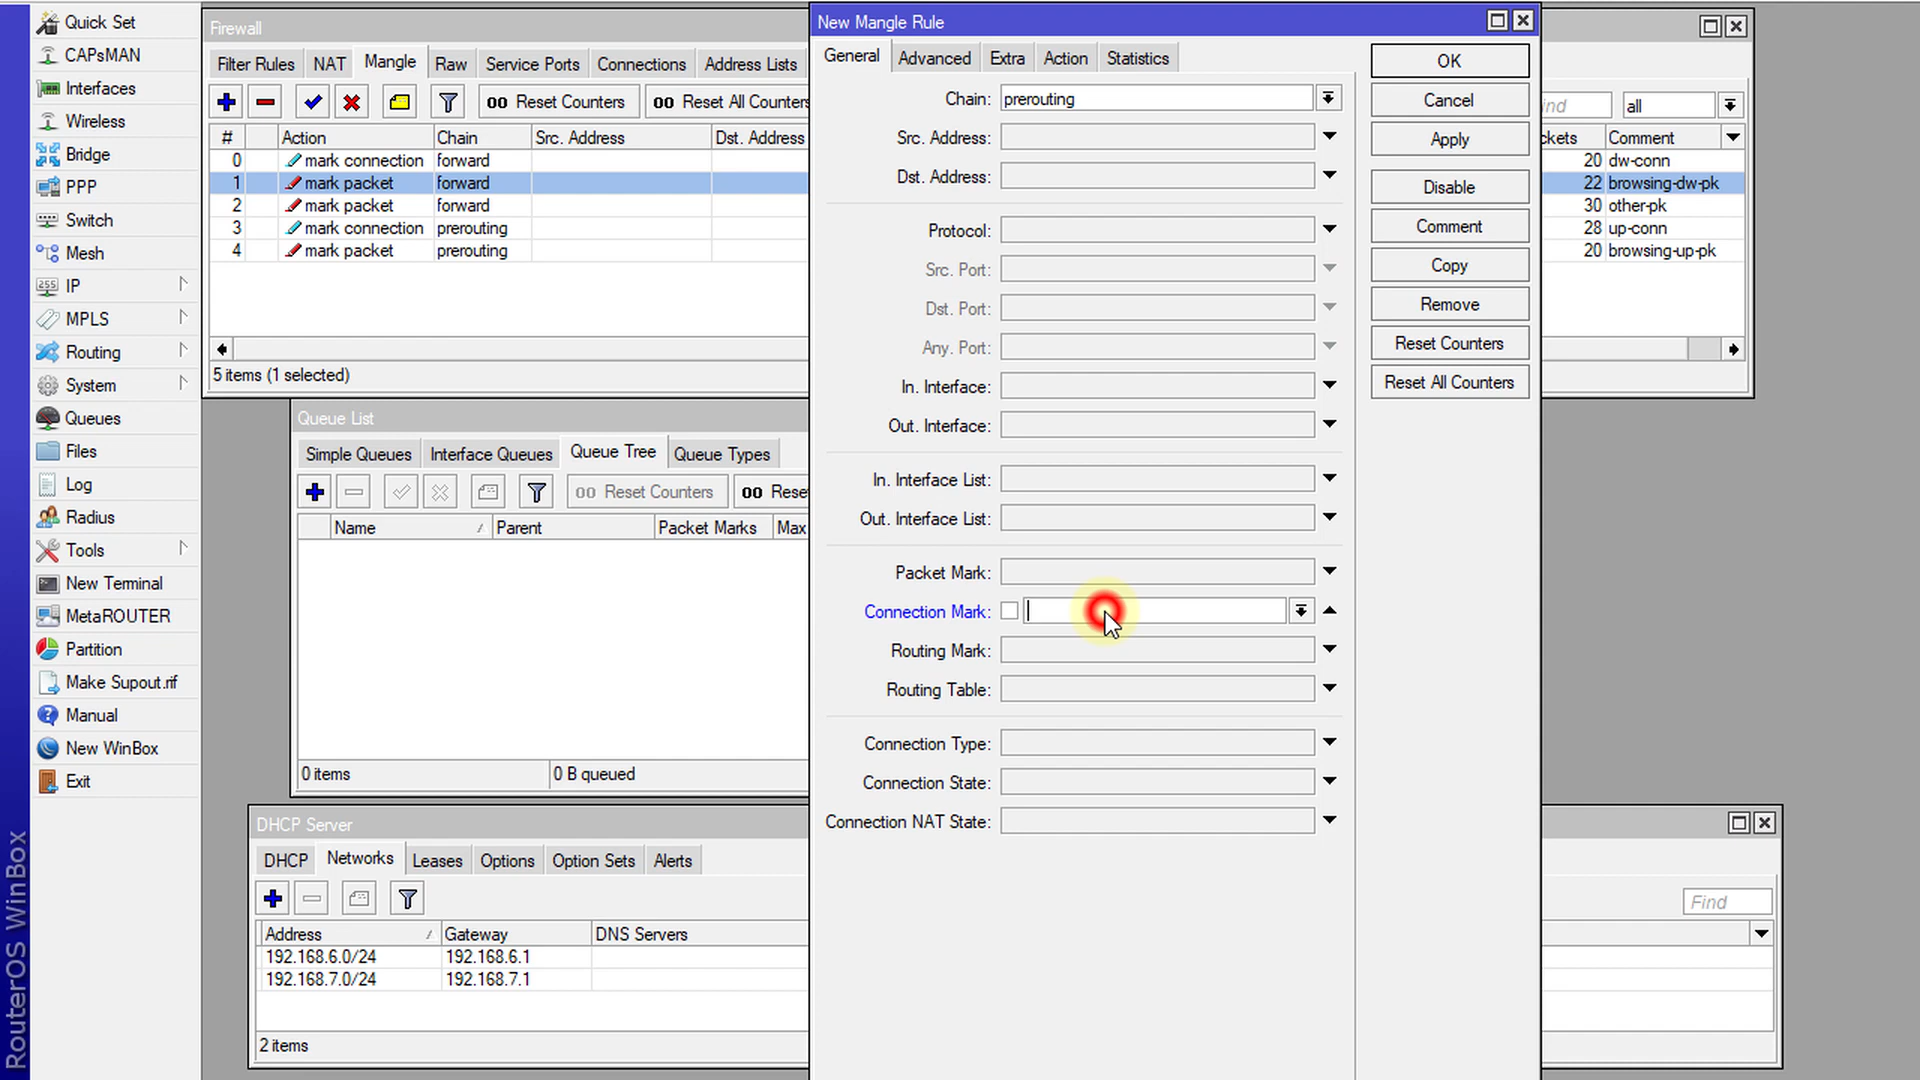 Quick Set
CAPsMAN
Interfaces
Wireless
Bridge
PPP
Switch
Mesh
IP
MPLS
Routing
System
Queues
Files
Log
Radius
Tools
New Terminal
MetaROUTER
Partition
Make Supout.rif
Manual
New WinBox
Exit
RouterOS WinBox
Firewall
Filter Rules NAT Mangle Raw Service Ports Connections Address Lists
00 Reset Counters 00 Reset All Counters
# Action Chain Src. Address Dst. Address
0 mark connection forward
1 mark packet forward
2 mark packet forward
3 mark connection prerouting
4 mark packet prerouting
5 items (1 selected)
Queue List
Simple Queues Interface Queues Queue Tree Queue Types
00 Reset Counters 00 Rese
Name Parent Packet Marks Max
0 items 0 B queued
DHCP Server
DHCP Networks Leases Options Option Sets Alerts
Address Gateway DNS Servers
192.168.6.0/24 192.168.6.1
192.168.7.0/24 192.168.7.1
2 items
New Mangle Rule
General Advanced Extra Action Statistics
Chain: prerouting
Src. Address:
Dst. Address:
Protocol:
Src. Port:
Dst. Port:
Any. Port:
In. Interface:
Out. Interface:
In. Interface List:
Out. Interface List:
Packet Mark:
Connection Mark:
Routing Mark:
Routing Table:
Connection Type:
Connection State:
Connection NAT State:
OK
Cancel
Apply
Disable
Comment
Copy
Remove
Reset Counters
Reset All Counters
ind all
ckets Comment
20 dw-conn
22 browsing-dw-pk
30 other-pk
28 up-conn
20 browsing-up-pk
Find